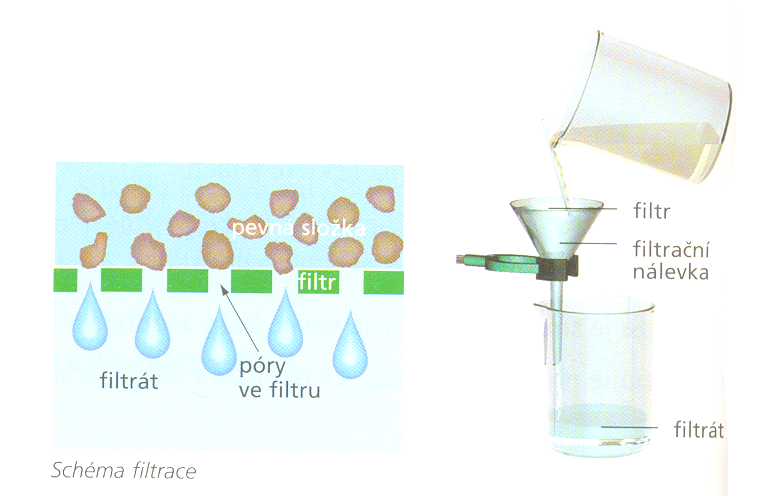 pevná složka
filtr
filtrát
póry
ve filtru
Schéma filtrace
filtr
filtrační
nálevka
filtrát